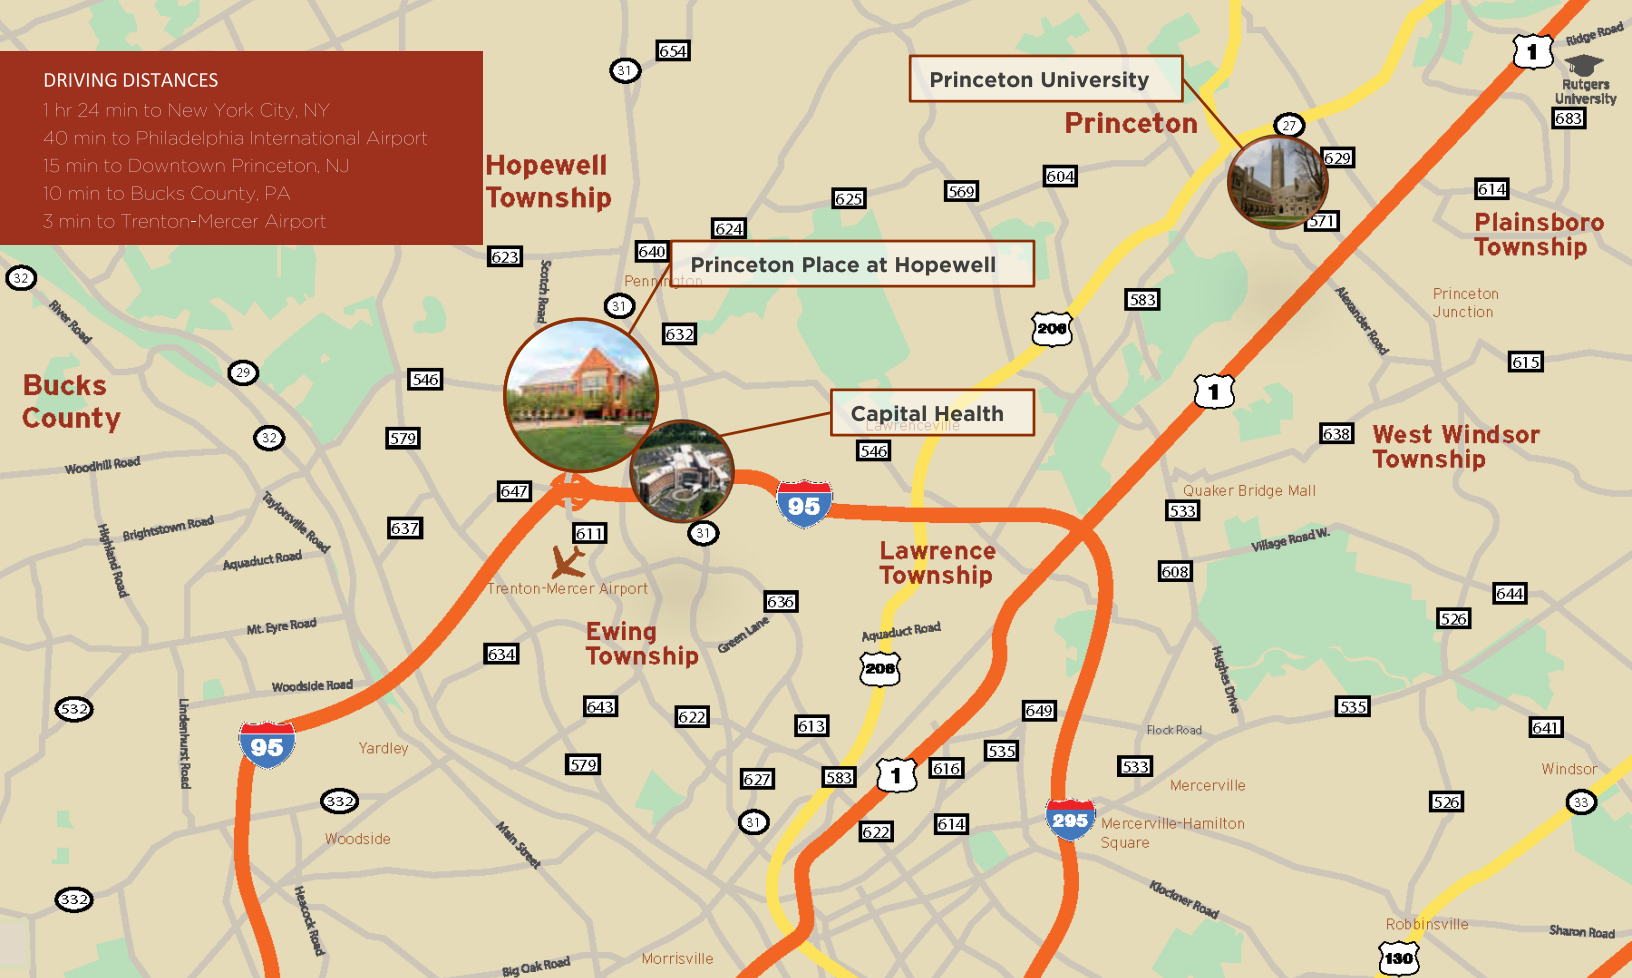 DRIVING DISTANCES
1 hr 24 min to New York City, NY
40 min to Philadelphia International Airport
15 min to Downtown Princeton, NJ
10 min to Bucks County, PA
3 min to Trenton-Mercer Airport
654
31
1
Ridge Road
Rutgers
University
683
Princeton University
Princeton
27
629
Hopewell
Township
604
569
625
614
571
Plainsboro
Township
624
640
623
Scotch Road
Princeton Place at Hopewell
Pennington
32
River Road
31
632
583
206
Alexander Road
Princeton
Junction
615
29
546
Bucks
County
1
Capital Health
Lawrenceville
546
32
579
638
West Windsor
Township
Woodhill Road
647
95
Quaker Bridge Mall
533
Taylorsville Road
Brightstown Road
Highland Road
637
611
31
Village Road W.
Lawrence
Township
Aquaduct Road
608
Trenton-Mercer Airport
644
636
526
Mt. Eyre Road
Ewing
Township
Green Lane
Aquaduct Road
634
206
Hughes Drive
Woodside Road
532
Lindenhurst Road
643
622
613
649
535
641
Flock Road
95
Yardley
579
627
583
1
616
535
533
Windsor
Mercerville
332
31
622
614
295
Mercerville-Hamilton
Square
526
33
Woodside
Main Street
332
Heacock Road
Klockner Road
Robbinsville
Sharon Road
Big Oak Road
Morrisville
130